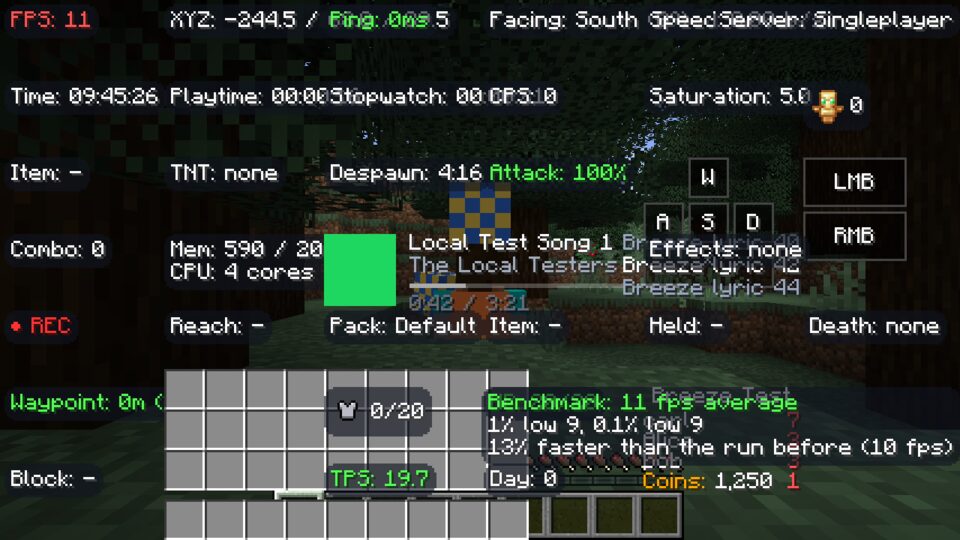 FPS: 11
XYZ: -244.5 /
Ping: 0ms
5
Facing: South
Speed
Server: Singleplayer
Time: 09:45:26
Playtime: 00:00
Stopwatch: 00:
CPS: 0
Saturation: 5.0
0
Item: -
TNT: none
Despawn: 4:16
Attack: 100%
W
LMB
A S D
RMB
Combo: 0
Mem: 590 / 20
CPU: 4 cores
Local Test Song 1
The Local Testers
0:42 / 3:21
Effects: none
Breeze lyric 42
Breeze lyric 44
REC
Reach: -
Pack: Default
Item: -
Held: -
Death: none
Waypoint: 0m (
0/20
Breeze Test
Benchmark: 11 fps average
1% low 9, 0.1% low 9
13% faster than the run before (10 fps)
Block: -
TPS: 19.7
Day: 0
Coins: 1,250
1